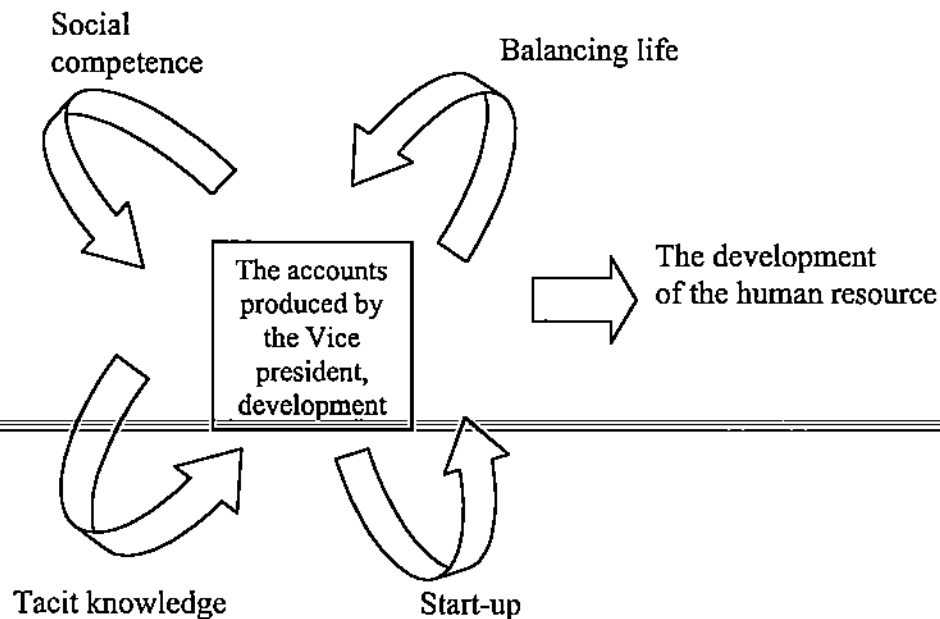 Social
competence
Balancing life
The accounts
produced by
the Vice
president,
development
The development
of the human resource
Tacit knowledge
Start-up